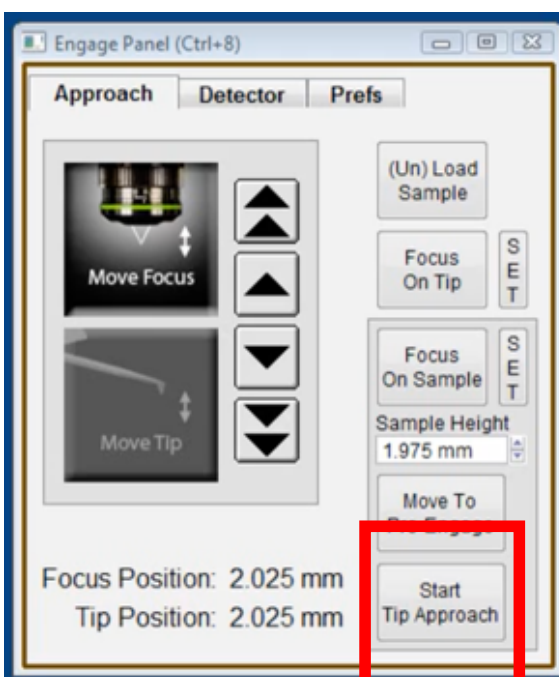 Engage Panel (Ctrl+8)
Approach Detector Prefs
Move Focus
Move Tip
(Un) Load
Sample
Focus
On Tip
S
E
T
Focus
On Sample
S
E
T
Sample Height
1.975 mm
Move To
Pre-Engage
Start
Tip Approach
Focus Position: 2.025 mm
Tip Position: 2.025 mm